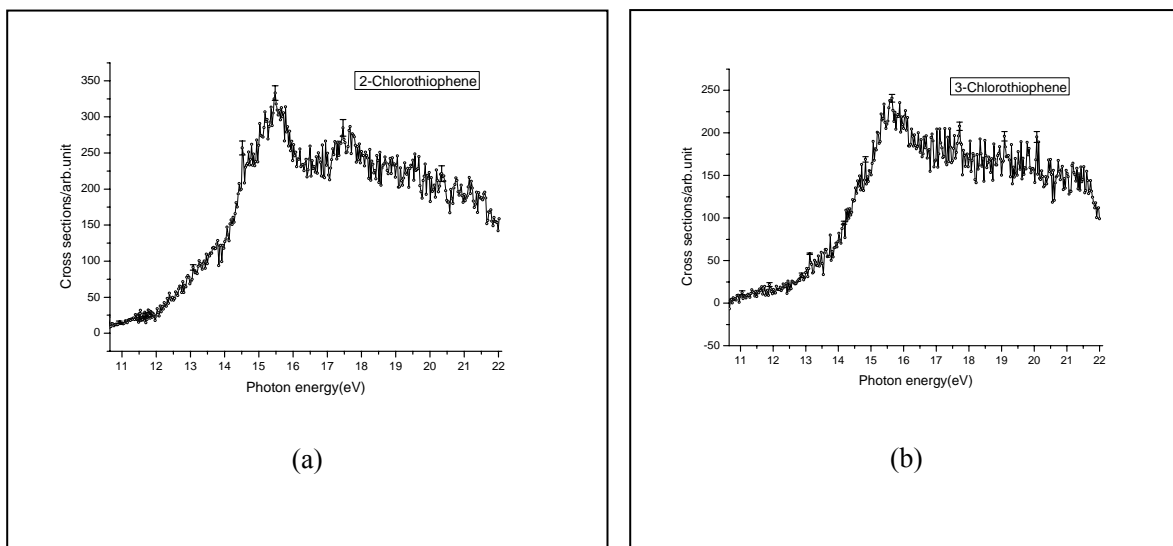 2-Chlorothiophene
350
300
250
200
150
100
50
0
Cross sections/arb.unit
11 12 13 14 15 16 17 18 19 20 21 22
Photon energy(eV)
(a)
3-Chlorothiophene
250
200
150
100
50
0
-50
Cross sections/arb.unit
11 12 13 14 15 16 17 18 19 20 21 22
Photon energy(eV)
(b)